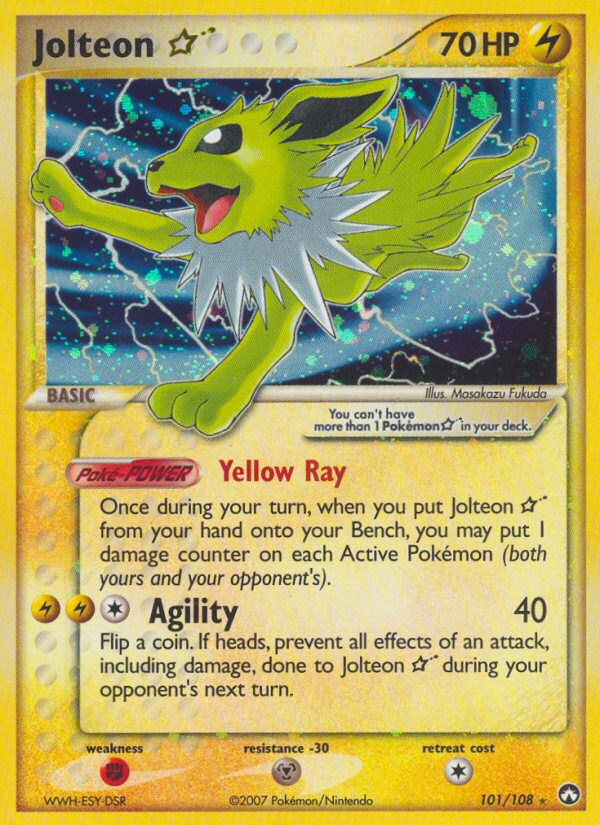 Jolteon ☆
70 HP
BASIC
Illus. Masakazu Fukuda
You can't have
more than 1 Pokémon ☆ in your deck.
Poké-POWER Yellow Ray
Once during your turn, when you put Jolteon ☆
from your hand onto your Bench, you may put 1
damage counter on each Active Pokémon (both
yours and your opponent's).
Agility 40
Flip a coin. If heads, prevent all effects of an attack,
including damage, done to Jolteon ☆ during your
opponent's next turn.
weakness resistance -30 retreat cost
WWH-ESY-DSR ©2007 Pokémon/Nintendo 101/108 ★